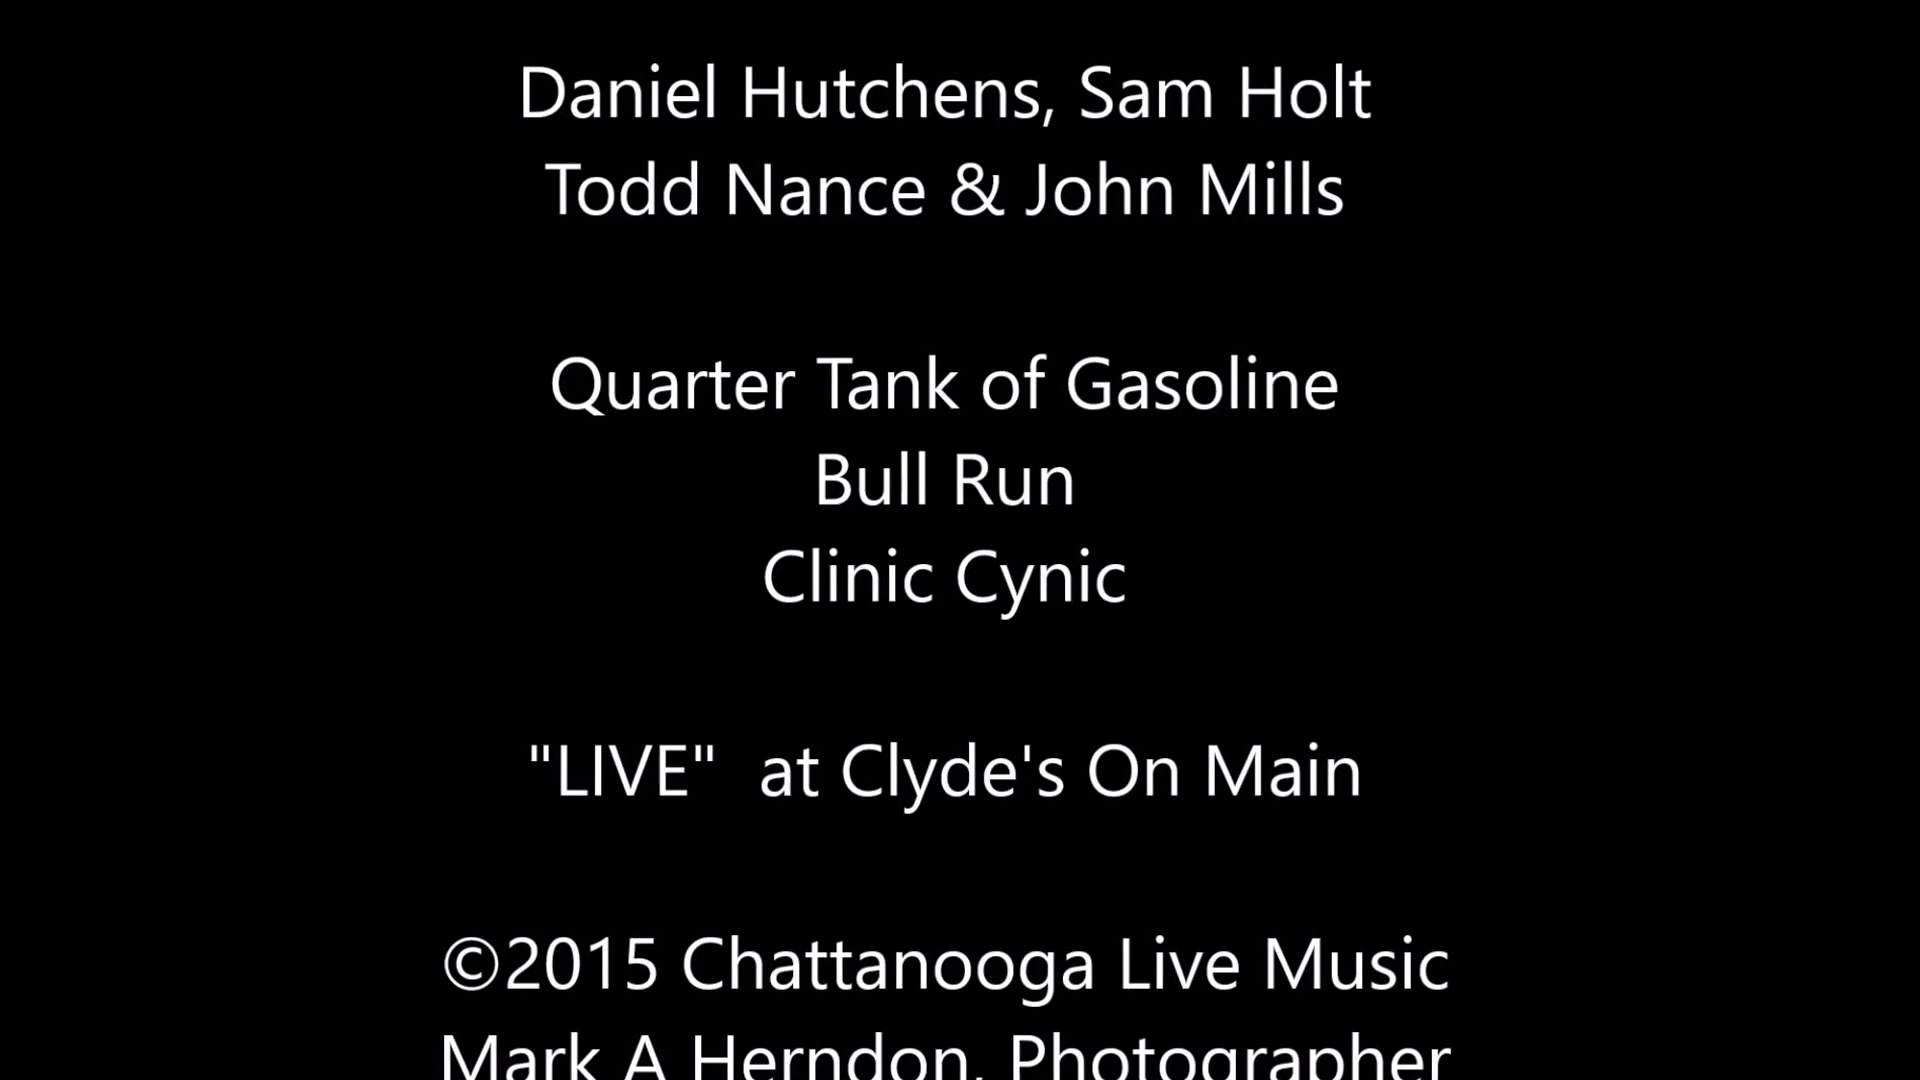 Daniel Hutchens, Sam Holt
Todd Nance & John Mills
Quarter Tank of Gasoline
Bull Run
Clinic Cynic
"LIVE"  at Clyde's On Main
©2015 Chattanooga Live Music
Mark A Herndon, Photographer